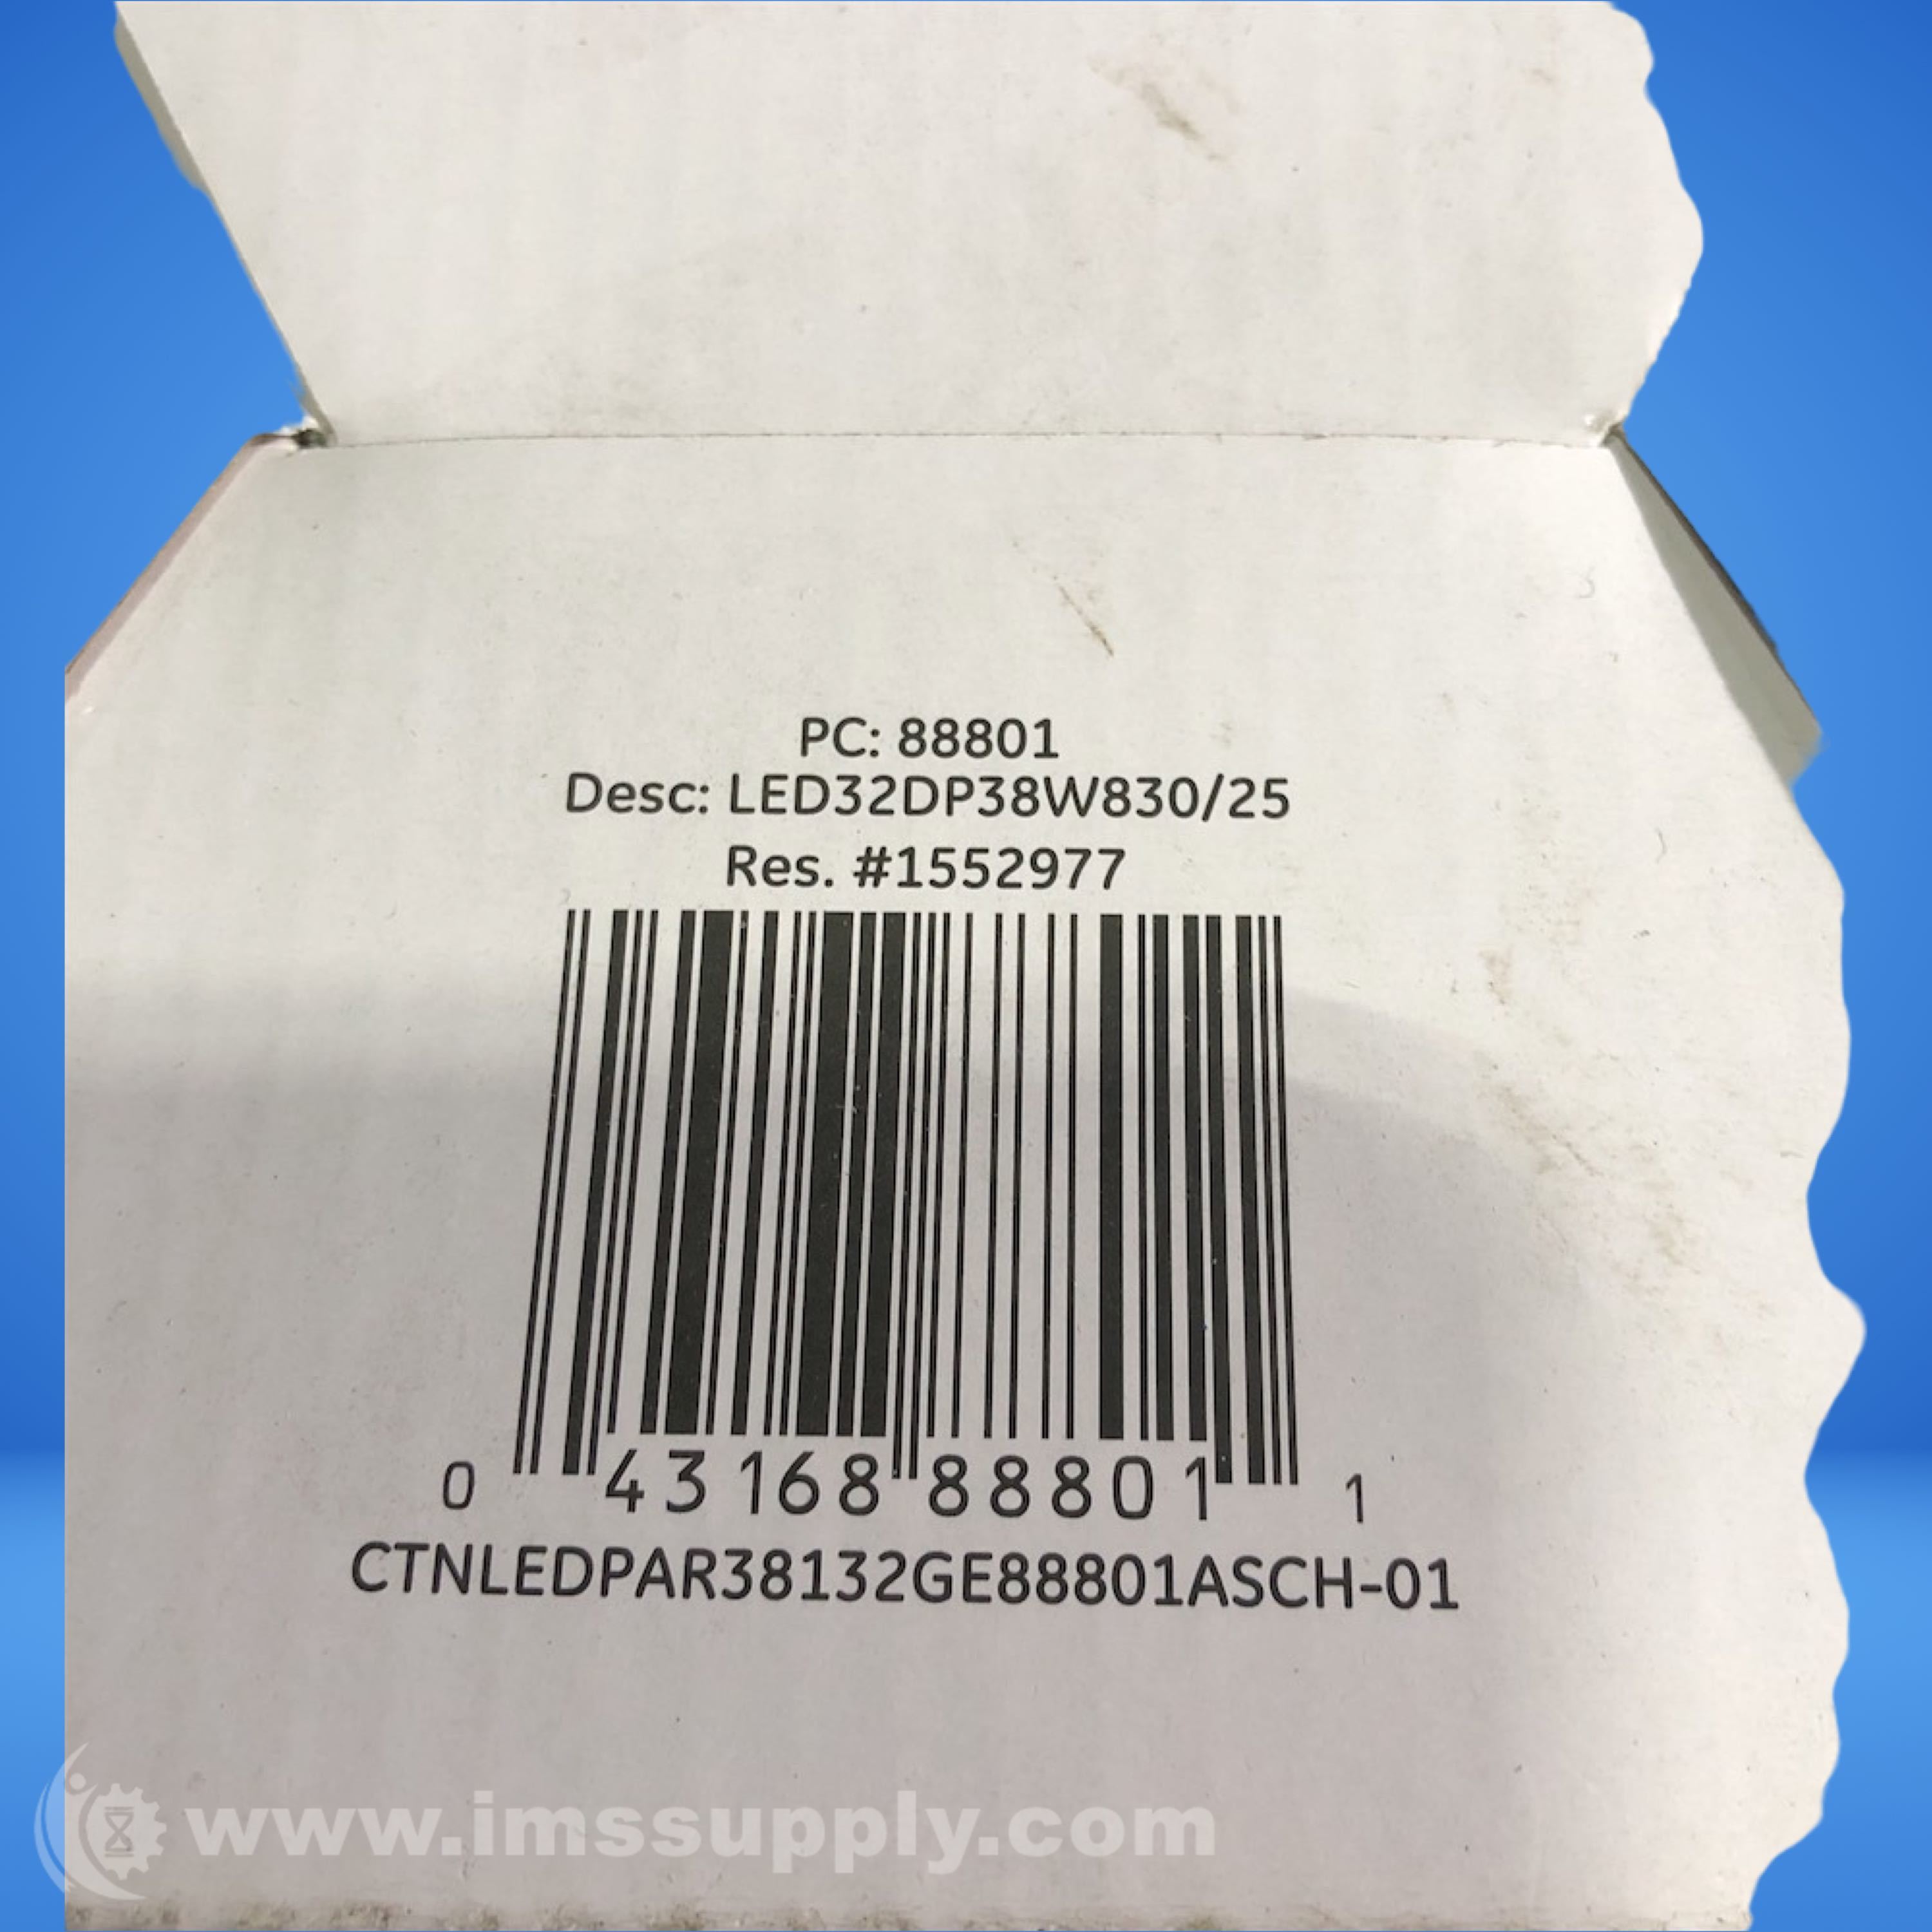 PC: 88801
Desc: LED32DP38W830/25
Res. #1552977
0 43168 88801 1
CTNLEDPAR38132GE88801ASCH-01
www.imssupply.com